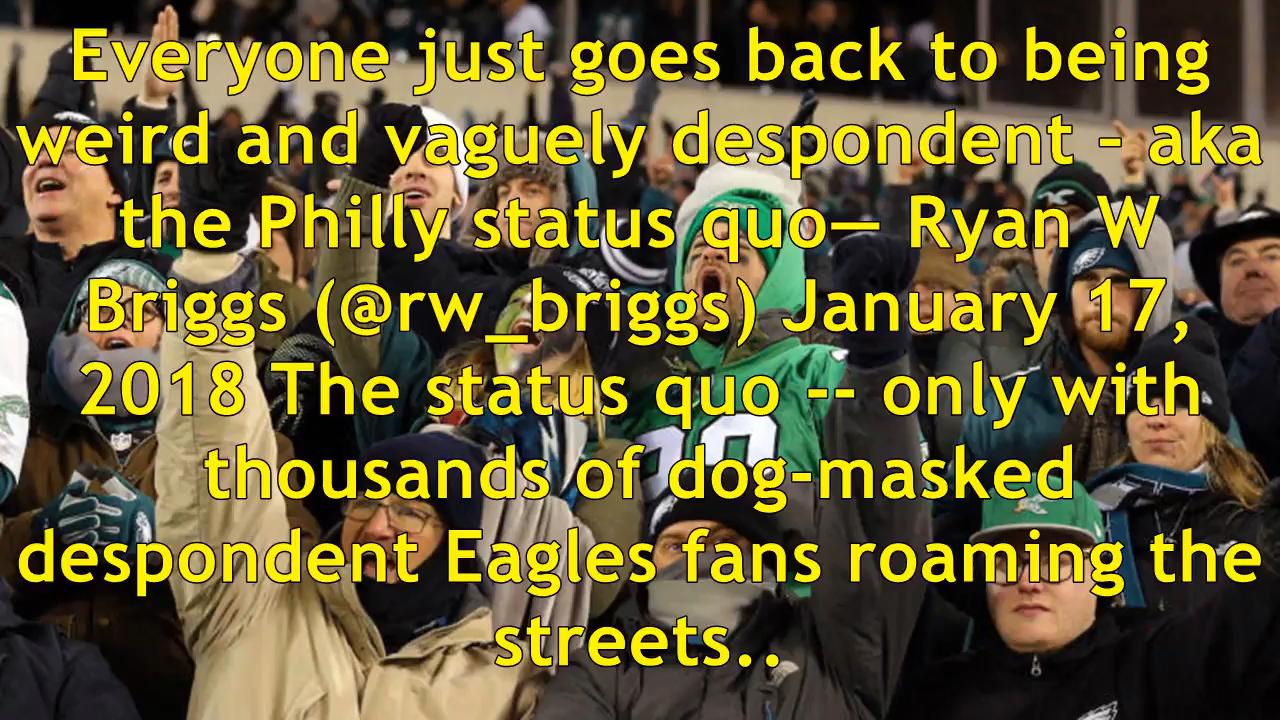 Everyone just goes back to being
weird and vaguely despondent – aka
the Philly status quo— Ryan W
Briggs (@rw_briggs) January 17,
2018 The status quo -- only with
thousands of dog-masked
despondent Eagles fans roaming the
streets..